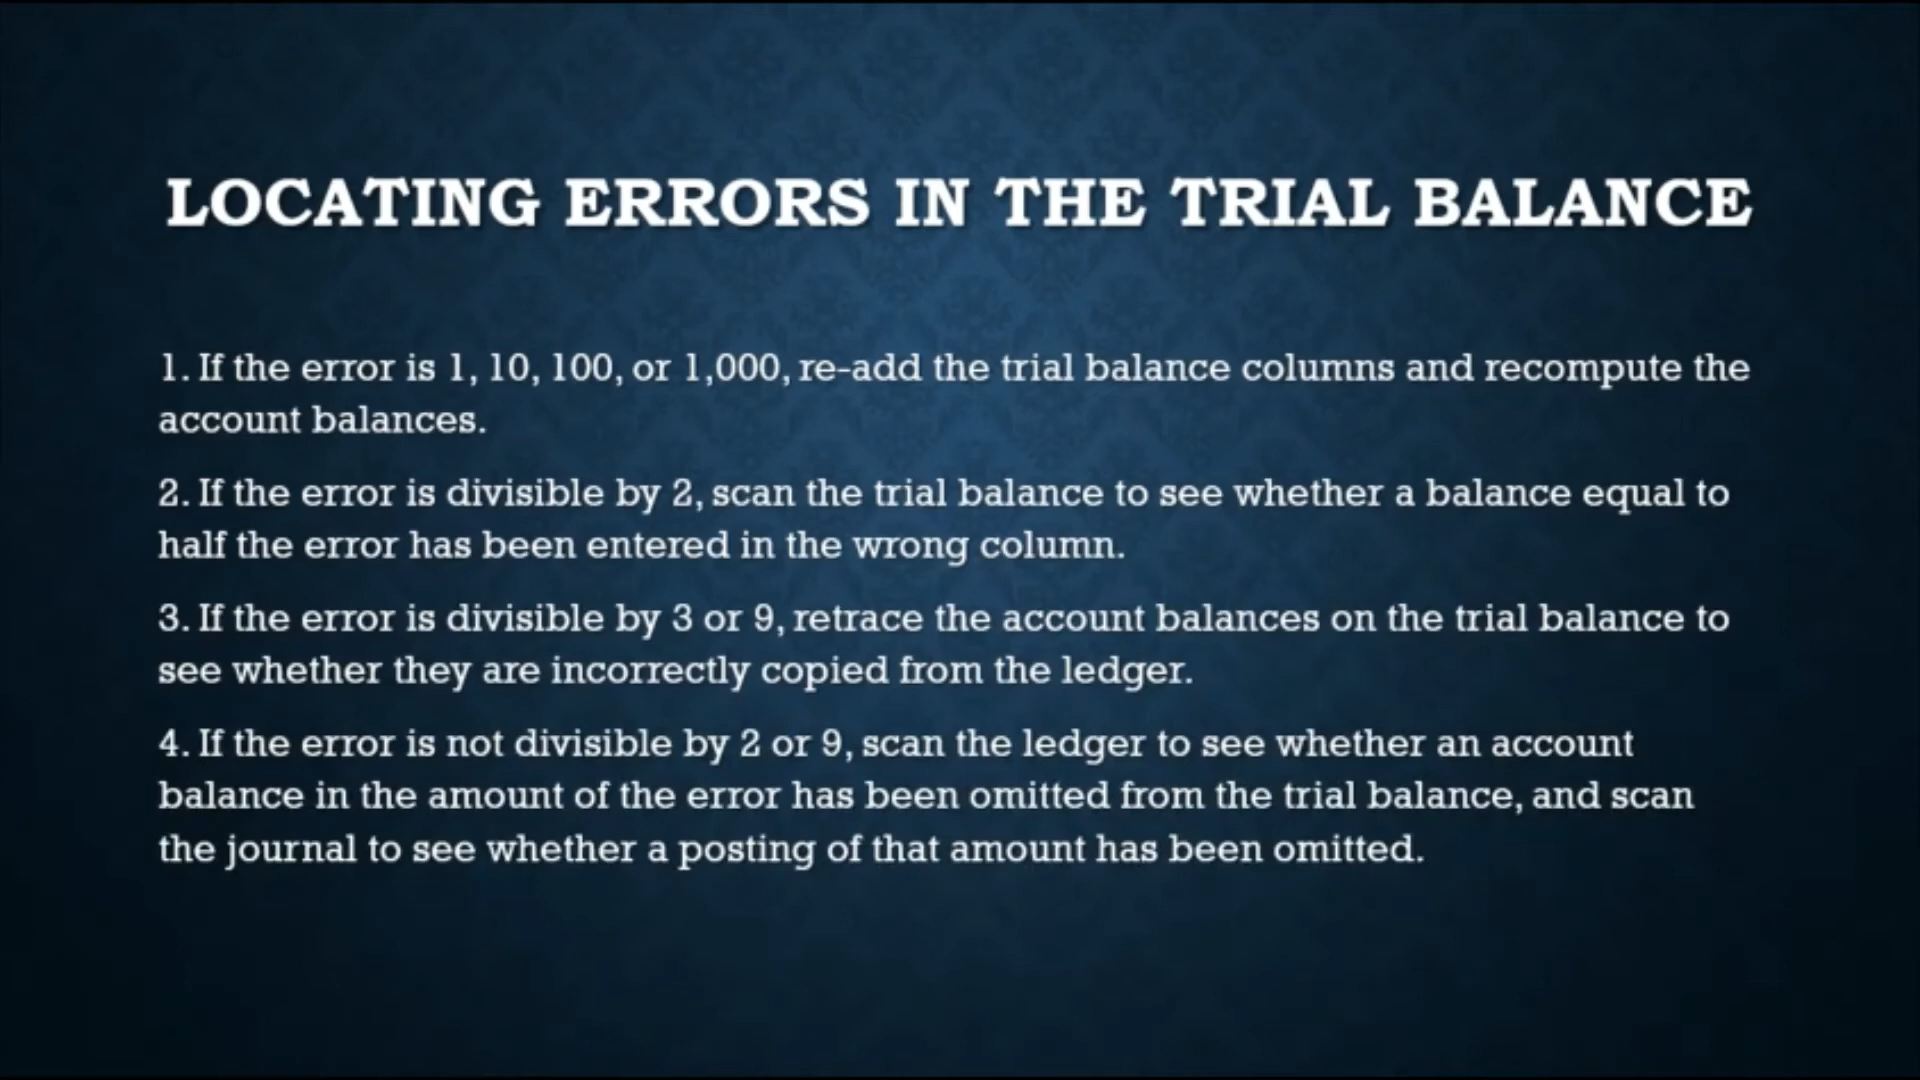 LOCATING ERRORS IN THE TRIAL BALANCE
1. If the error is 1, 10, 100, or 1,000, re-add the trial balance columns and recompute the
account balances.
2. If the error is divisible by 2, scan the trial balance to see whether a balance equal to
half the error has been entered in the wrong column.
3. If the error is divisible by 3 or 9, retrace the account balances on the trial balance to
see whether they are incorrectly copied from the ledger.
4. If the error is not divisible by 2 or 9, scan the ledger to see whether an account
balance in the amount of the error has been omitted from the trial balance, and scan
the journal to see whether a posting of that amount has been omitted.